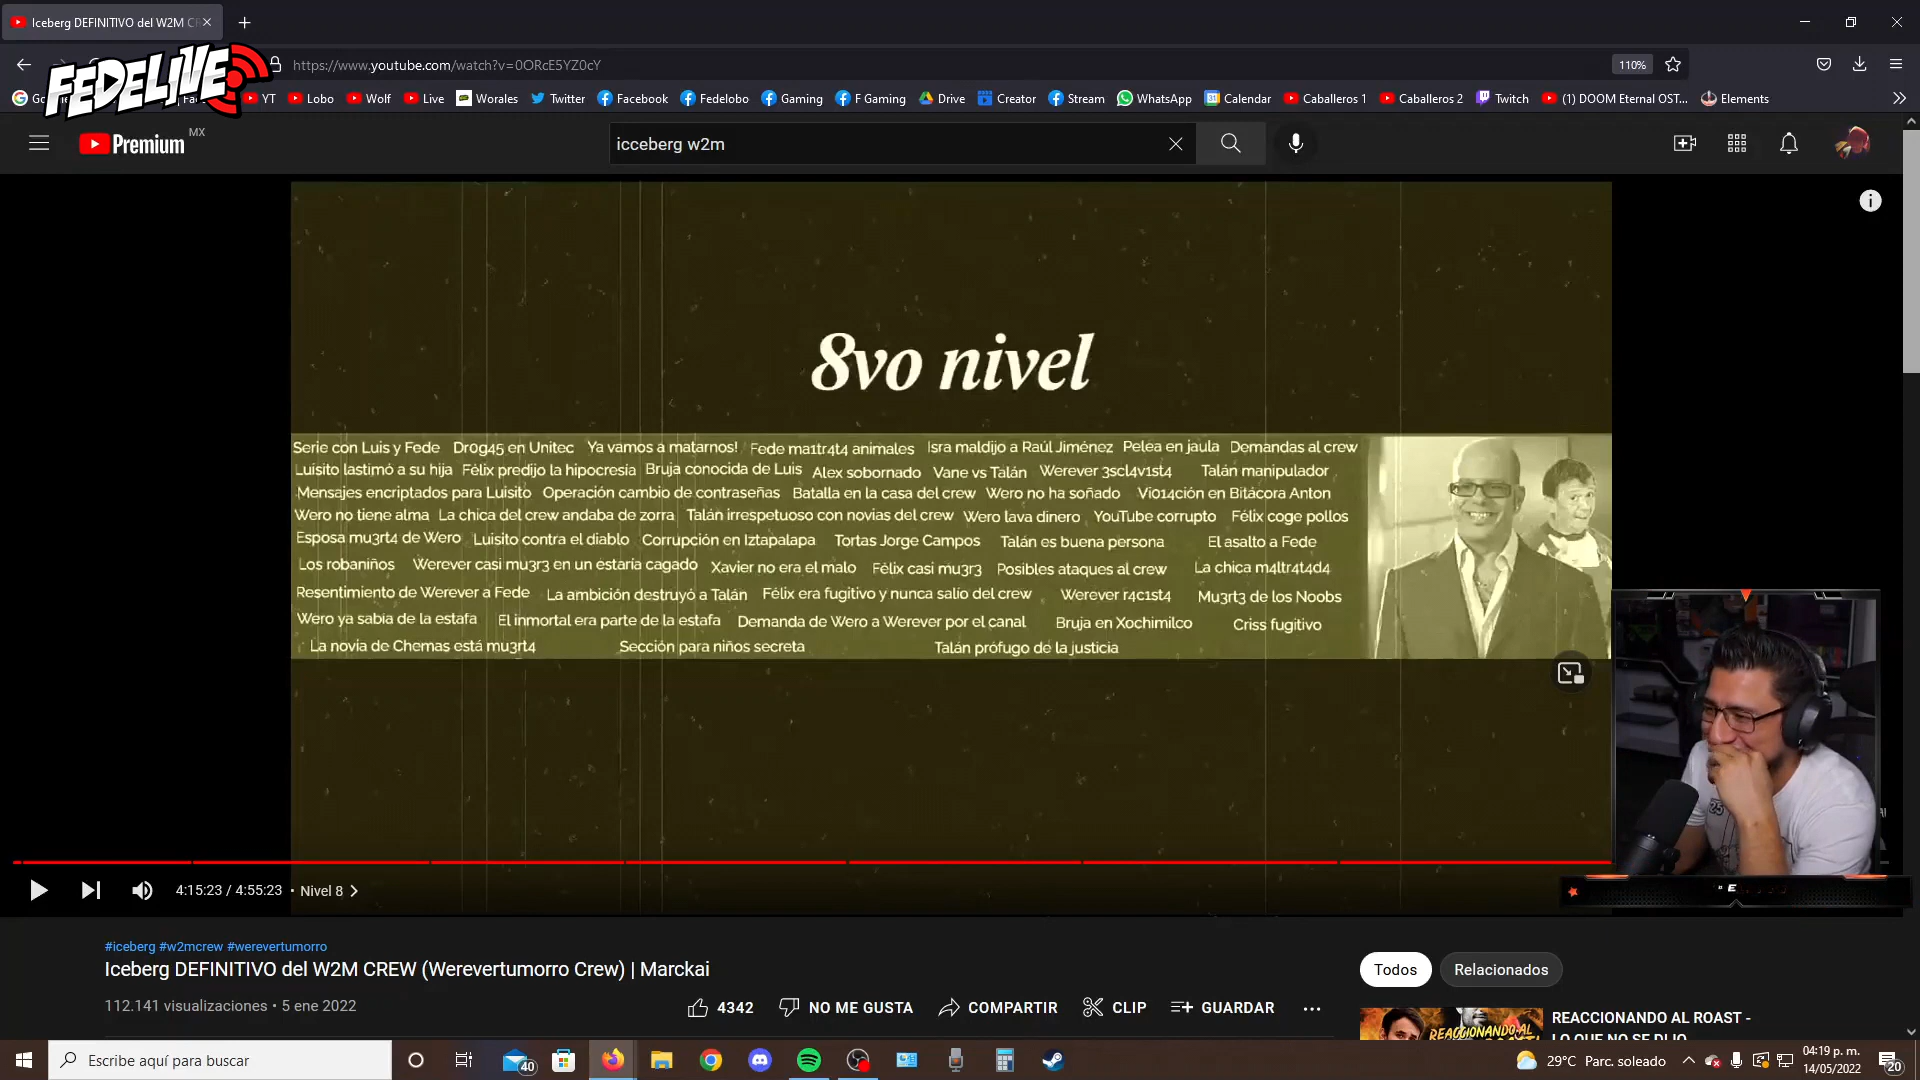 Iceberg DEFINITIVO del W2M C
FEDELIVE
https://www.youtube.com/watch?v=0ORcE5YZ0cY
110%
YT Lobo Wolf Live Worales Twitter Facebook Fedelobo Gaming F Gaming Drive Creator Stream WhatsApp Calendar Caballeros 1 Caballeros 2 Twitch (1) DOOM Eternal OST... Elements
Premium MX
icceberg w2m
8vo nivel
Serie con Luis y Fede Dr0g45 en Unitec Ya vamos a matarnos! Fede ma1tr4t4 animales Isra maldijo a Raúl Jiménez Pelea en jaula Demandas al crew
Luisito lastimó a su hija Félix predijo la hipocresía Bruja conocida de Luis Alex sobornado Vane vs Talán Werever 3scl4v1st4 Talán manipulador
Mensajes encriptados para Luisito Operación cambio de contraseñas Batalla en la casa del crew Wero no ha soñado Vi014ción en Bitácora Anton
Wero no tiene alma La chica del crew andaba de zorra Talán irrespetuoso con novias del crew Wero lava dinero YouTube corrupto Félix coge pollos
Esposa mu3rt4 de Wero Luisito contra el diablo Corrupción en Iztapalapa Tortas Jorge Campos Talán es buena persona El asalto a Fede
Los robaniños Werever casi mu3r3 en un estaría cagado Xavier no era el malo Félix casi mu3r3 Posibles ataques al crew La chica m4ltr4t4d4
Resentimiento de Werever a Fede La ambición destruyó a Talán Félix era fugitivo y nunca salío del crew Werever r4c1st4 Mu3rt3 de los Noobs
Wero ya sabía de la estafa El inmortal era parte de la estafa Demanda de Wero a Werever por el canal Bruja en Xochimilco Criss fugitivo
La novia de Chemas está mu3rt4 Sección para niños secreta Talán prófugo de la justicia
4:15:23 / 4:55:23 • Nivel 8
#iceberg #w2mcrew #werevertumorro
Iceberg DEFINITIVO del W2M CREW (Werevertumorro Crew) | Marckai
112.141 visualizaciones • 5 ene 2022
4342 NO ME GUSTA COMPARTIR CLIP GUARDAR
Todos Relacionados
REACCIONANDO AL
REACCIONANDO AL ROAST -
LO QUE NO SE DIJO
Escribe aquí para buscar
40
29°C Parc. soleado
04:19 p. m.
14/05/2022
20